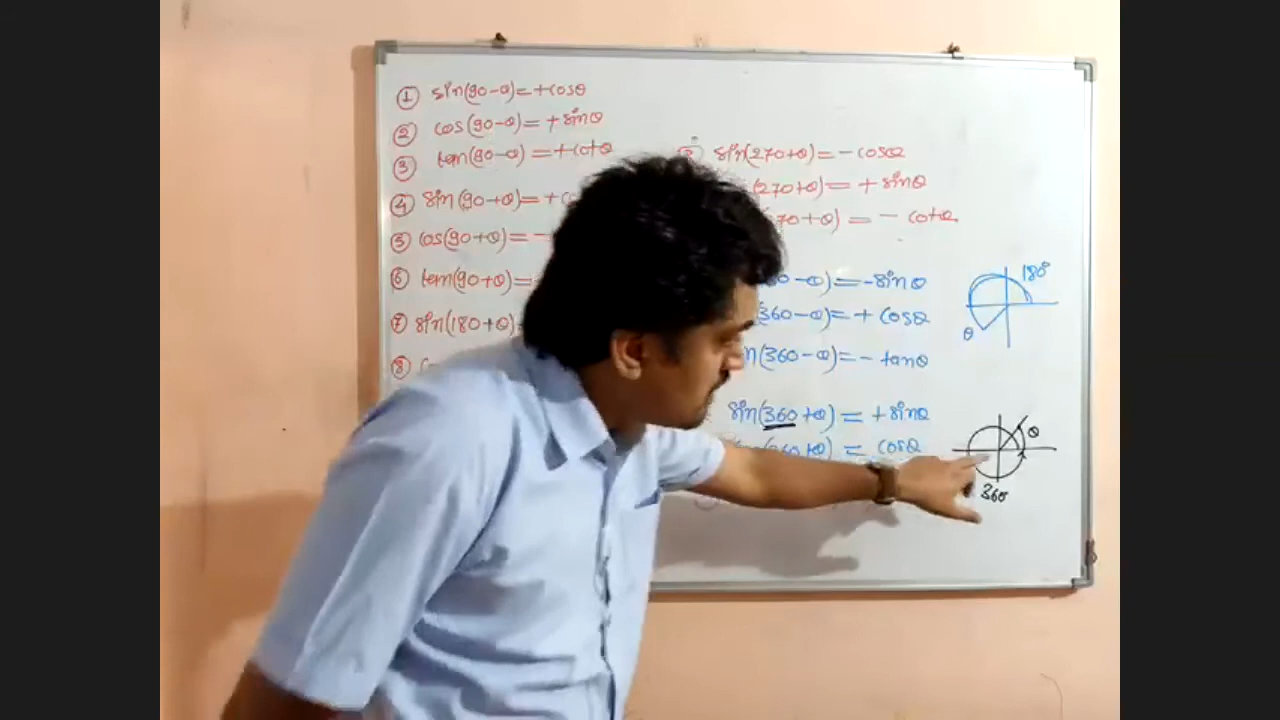 ① sin(90-θ)=+cosθ
② cos(90-θ)=+sinθ
③ tan(90-θ)=+cotθ
④ sin(90+θ)=+
⑤ cos(90+θ)=-
⑥ tan(90+θ)=
⑦ sin(180+θ)
⑧
sin(270+θ)=-cosθ
(270+θ)=+sinθ
270+θ)=-cotθ
60-θ)=-sinθ
360-θ)=+cosθ
(360-θ)=-tanθ
sin(360+θ)=+sinθ
(360+θ)=cosθ
180°
θ
θ
360